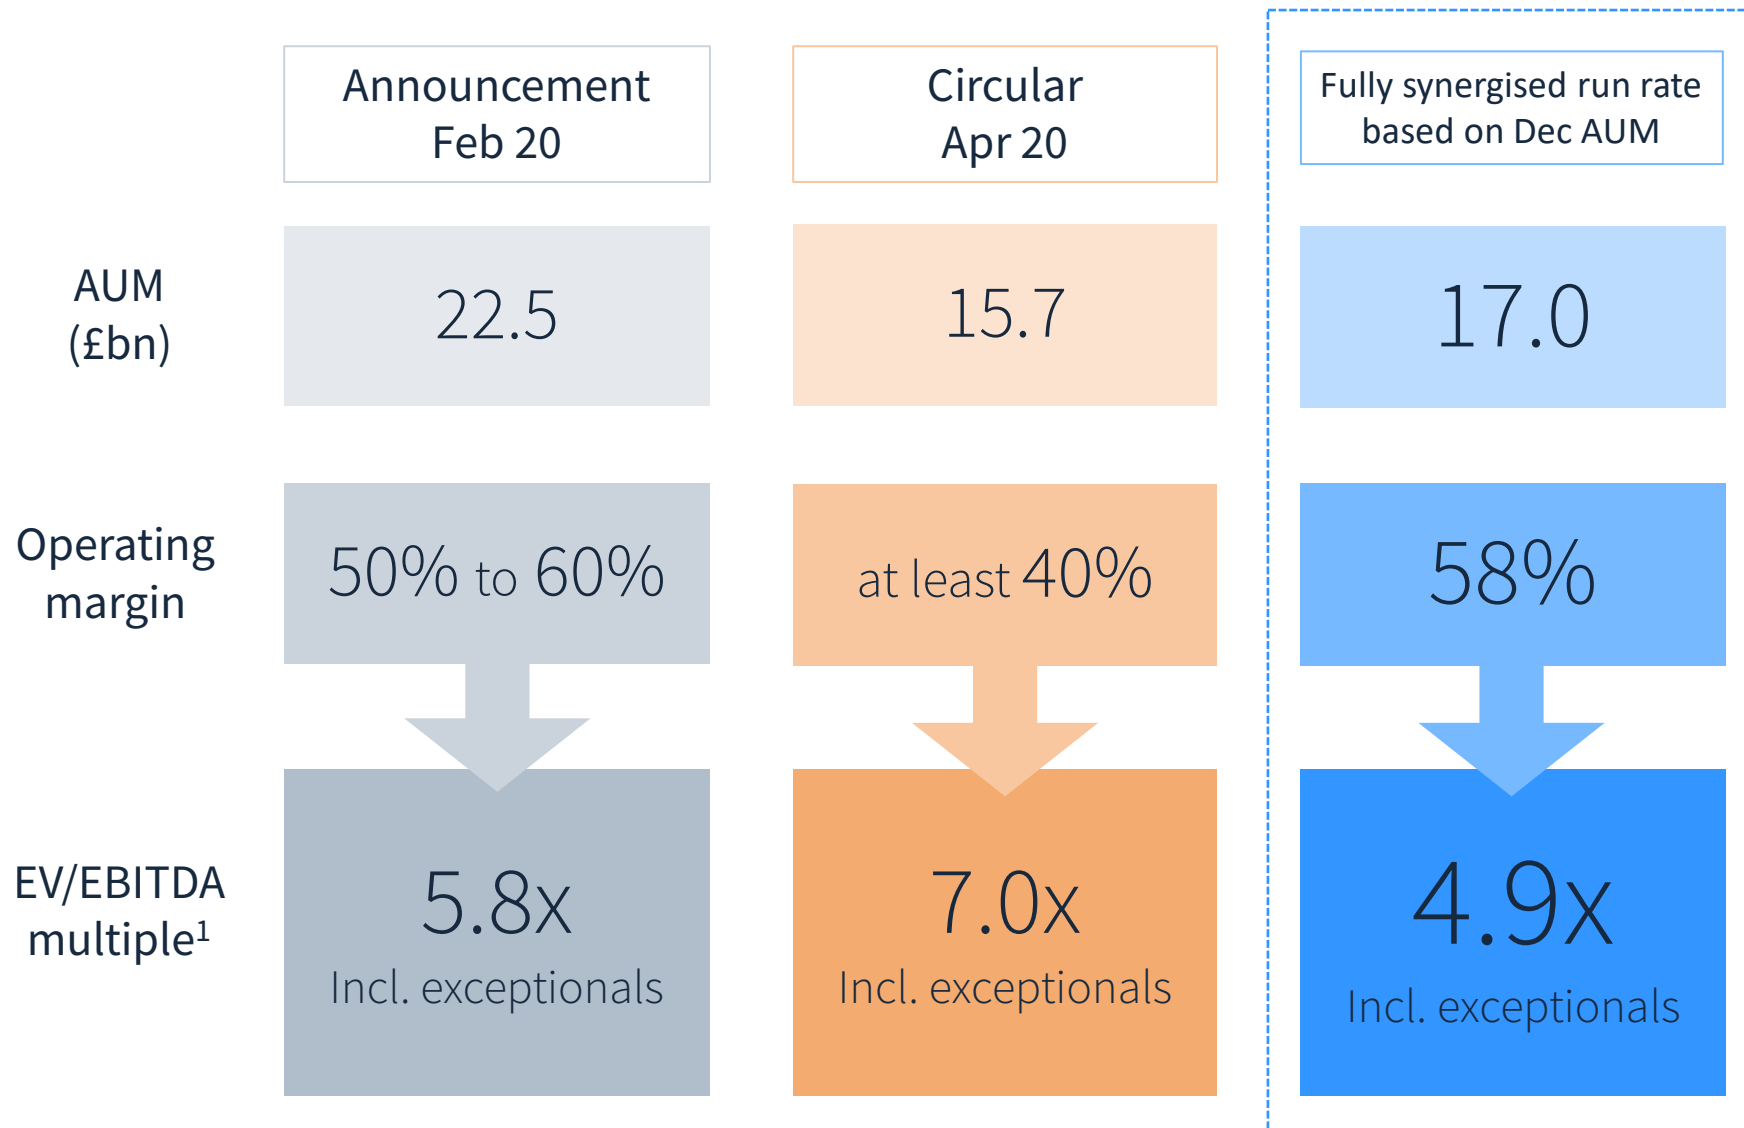 Announcement
Feb 20
Circular
Apr 20
Fully synergised run rate
based on Dec AUM
AUM
(£bn)
22.5
15.7
17.0
Operating
margin
50% to 60%
at least 40%
58%
EV/EBITDA
multiple¹
5.8x
Incl. exceptionals
7.0x
Incl. exceptionals
4.9x
Incl. exceptionals